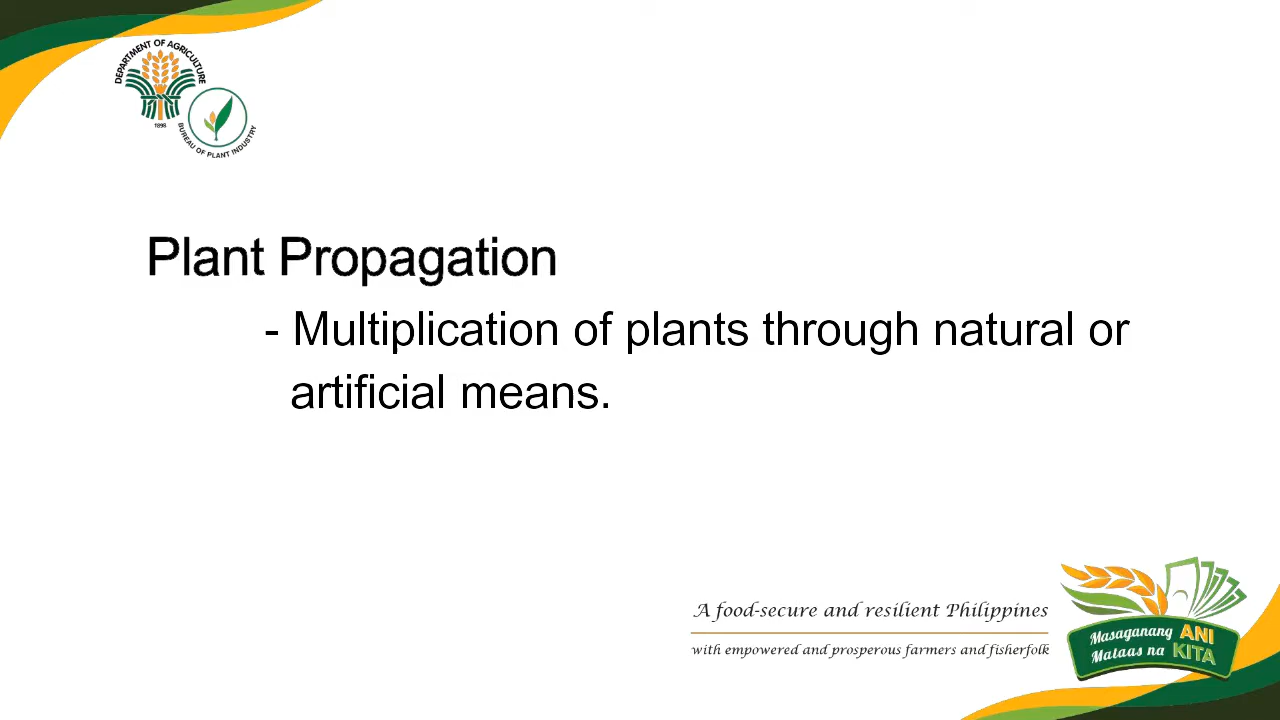 DEPARTMENT OF AGRICULTURE
1898
BUREAU OF PLANT INDUSTRY
Plant Propagation
- Multiplication of plants through natural or
artificial means.
A food-secure and resilient Philippines
with empowered and prosperous farmers and fisherfolk
Masaganang ANI
Mataas na KITA